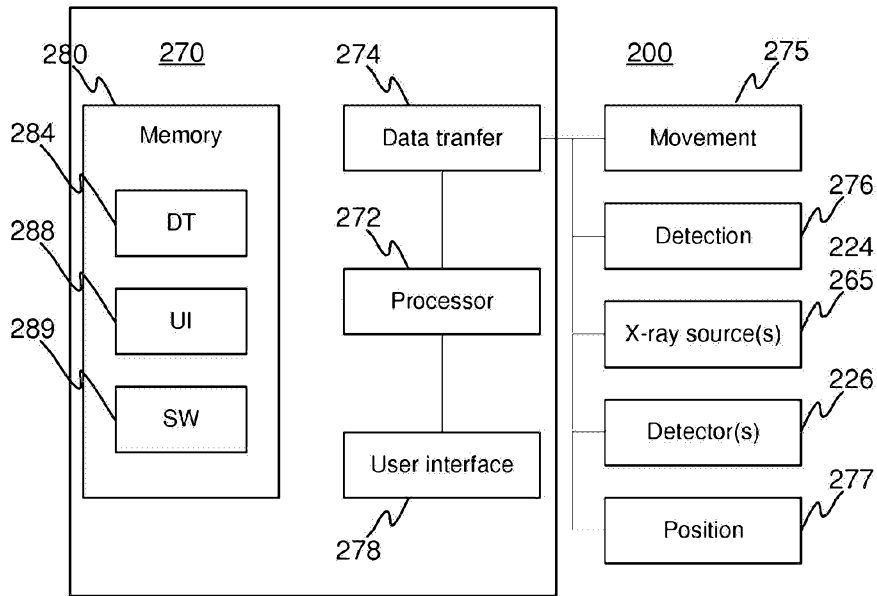 280
270
274
200
275
284
Memory
Data tranfer
Movement
DT
272
276
288
Detection
224
UI
Processor
265
289
X-ray source(s)
SW
226
User interface
Detector(s)
278
277
Position